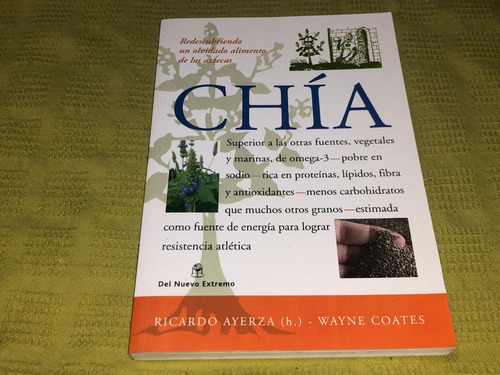 Redescubriendo
un olvidado alimento
de los aztecas
CHÍA
Superior a las otras fuentes, vegetales
y marinas, de omega-3—pobre en
sodio—rica en proteínas, lípidos, fibra
y antioxidantes—menos carbohidratos
que muchos otros granos—estimada
como fuente de energía para lograr
resistencia atlética
Del Nuevo Extremo
RICARDO AYERZA (h.) - WAYNE COATES